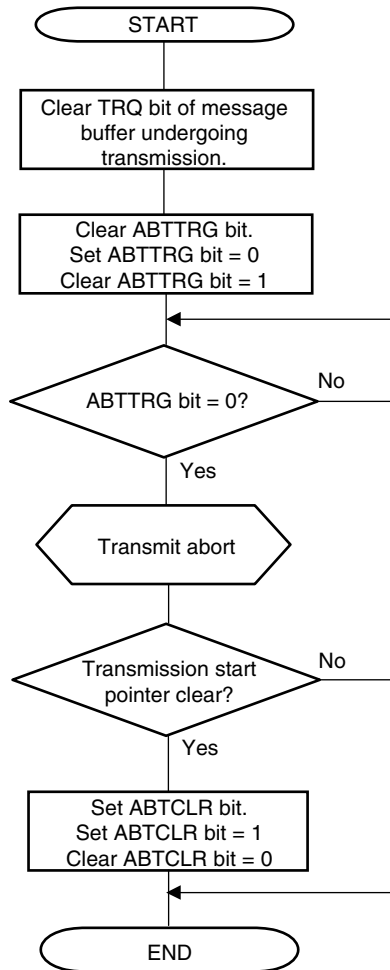 START
Clear TRQ bit of message
buffer undergoing
transmission.
Clear ABTTRG bit.
Set ABTTRG bit = 0
Clear ABTTRG bit = 1
ABTTRG bit = 0?
No
Yes
Transmit abort
Transmission start
pointer clear?
No
Yes
Set ABTCLR bit.
Set ABTCLR bit = 1
Clear ABTCLR bit = 0
END